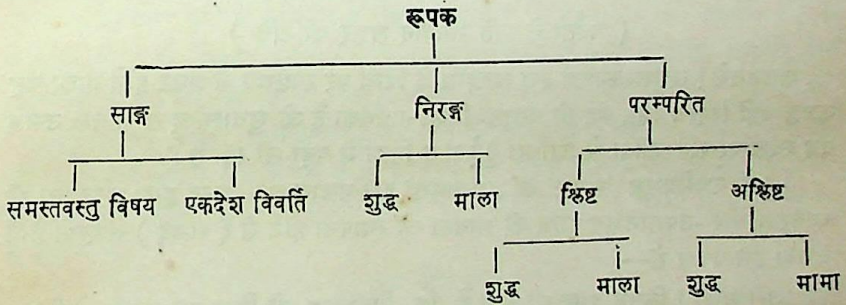 रूपक
साङ्ग निरङ्ग परम्परित
समस्तवस्तु विषय एकदेश विवर्ति शुद्ध माला श्लिष्ट अश्लिष्ट
शुद्ध माला शुद्ध मामा